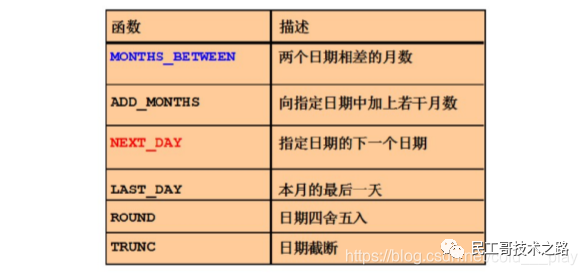 函数 描述
MONTHS_BETWEEN 两个日期相差的月数
ADD_MONTHS 向指定日期中加上若干月数
NEXT_DAY 指定日期的下一个日期
LAST_DAY 本月的最后一天
ROUND 日期四舍五入
TRUNC 日期截断
民工哥技术之路
https://blog.csdn.net/